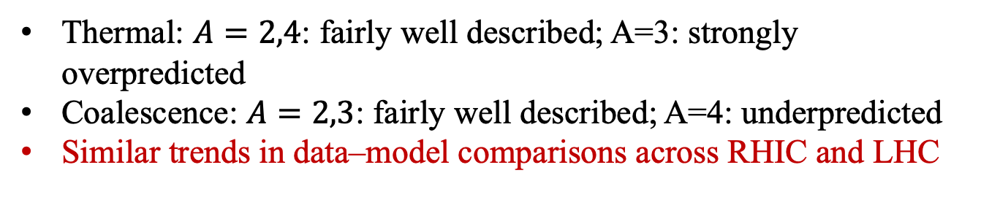 • Thermal: A = 2,4: fairly well described; A=3: strongly
overpredicted
• Coalescence: A = 2,3: fairly well described; A=4: underpredicted
• Similar trends in data–model comparisons across RHIC and LHC